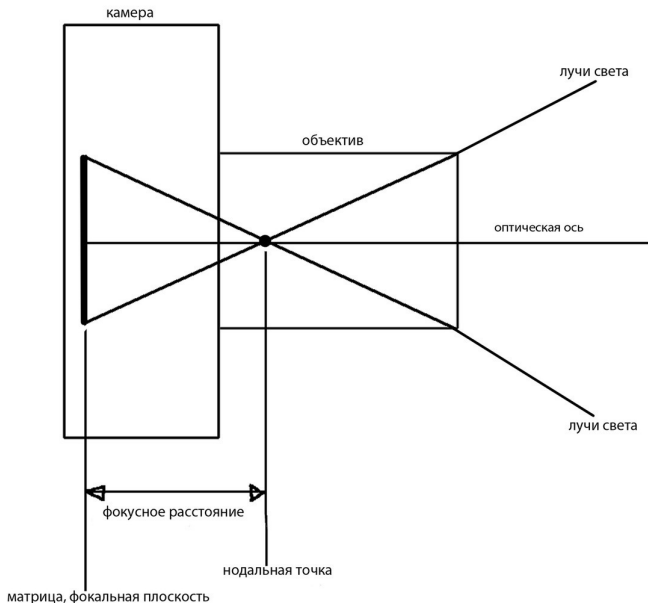 камера
лучи света
объектив
оптическая ось
лучи света
фокусное расстояние
нодальная точка
матрица, фокальная плоскость